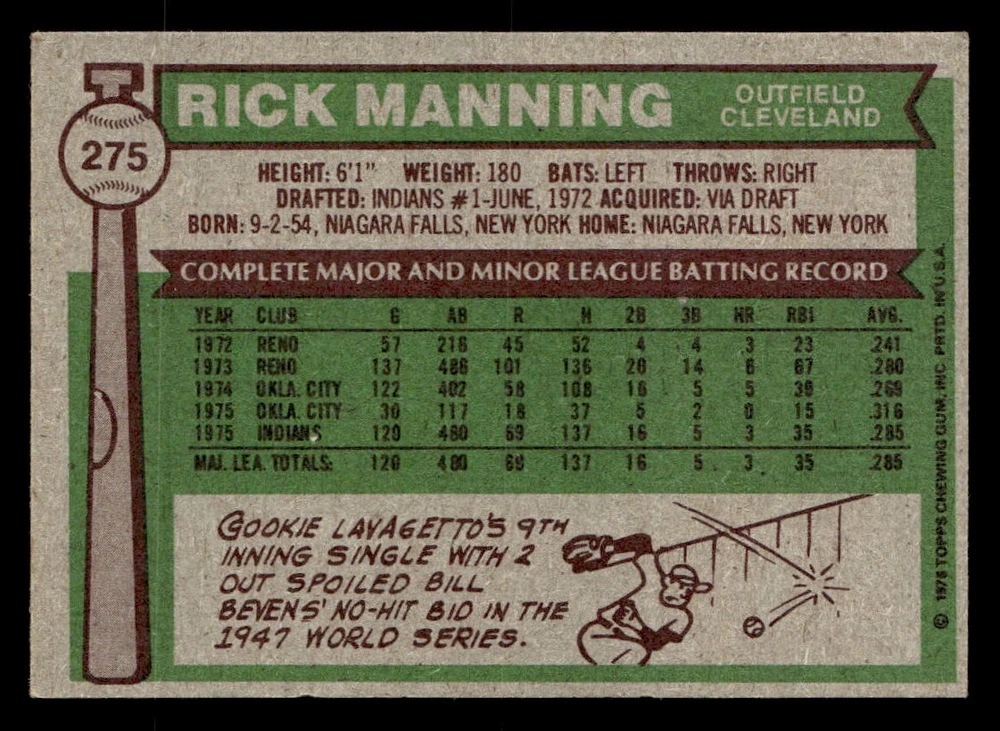 T
275
RICK MANNING
OUTFIELD
CLEVELAND
HEIGHT: 6'1" WEIGHT: 180 BATS: LEFT THROWS: RIGHT
DRAFTED: INDIANS #1-JUNE, 1972 ACQUIRED: VIA DRAFT
BORN: 9-2-54, NIAGARA FALLS, NEW YORK HOME: NIAGARA FALLS, NEW YORK
COMPLETE MAJOR AND MINOR LEAGUE BATTING RECORD
YEAR CLUB G AB R H 2B 3B HR RBI AVG.
1972 RENO 57 216 45 52 4 4 3 23 .241
1973 RENO 137 486 101 136 20 14 6 67 .280
1974 OKLA. CITY 122 402 58 108 16 5 5 39 .269
1975 OKLA. CITY 30 117 18 37 5 2 0 15 .316
1975 INDIANS 120 480 69 137 16 5 3 35 .285
MAJ. LEA. TOTALS: 120 480 69 137 16 5 3 35 .285
COOKIE LAVAGETTO'S 9TH
INNING SINGLE WITH 2
OUT SPOILED BILL
BEVENS' NO-HIT BID IN THE
1947 WORLD SERIES.
© 1976 TOPPS CHEWING GUM, INC. PRTD. IN U.S.A.